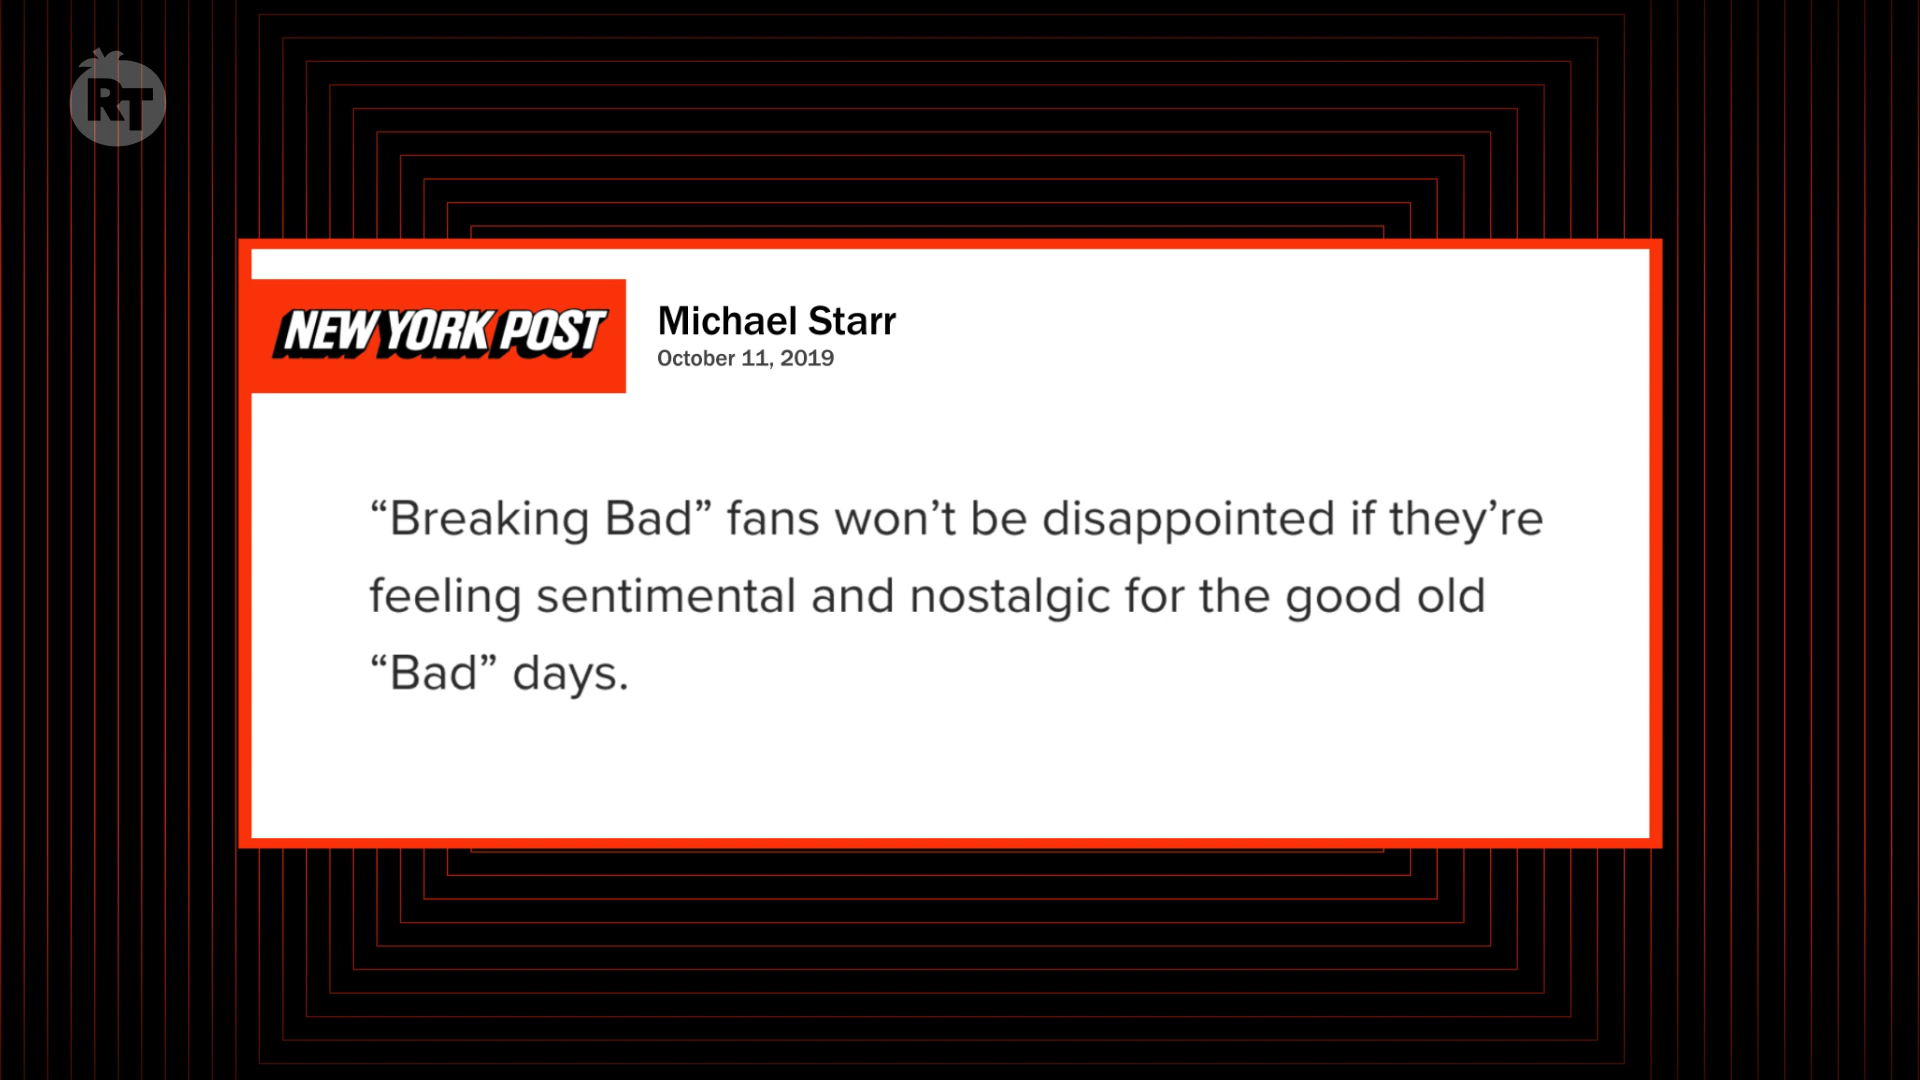 RT
NEW YORK POST
Michael Starr
October 11, 2019
“Breaking Bad” fans won’t be disappointed if they’re
feeling sentimental and nostalgic for the good old
“Bad” days.